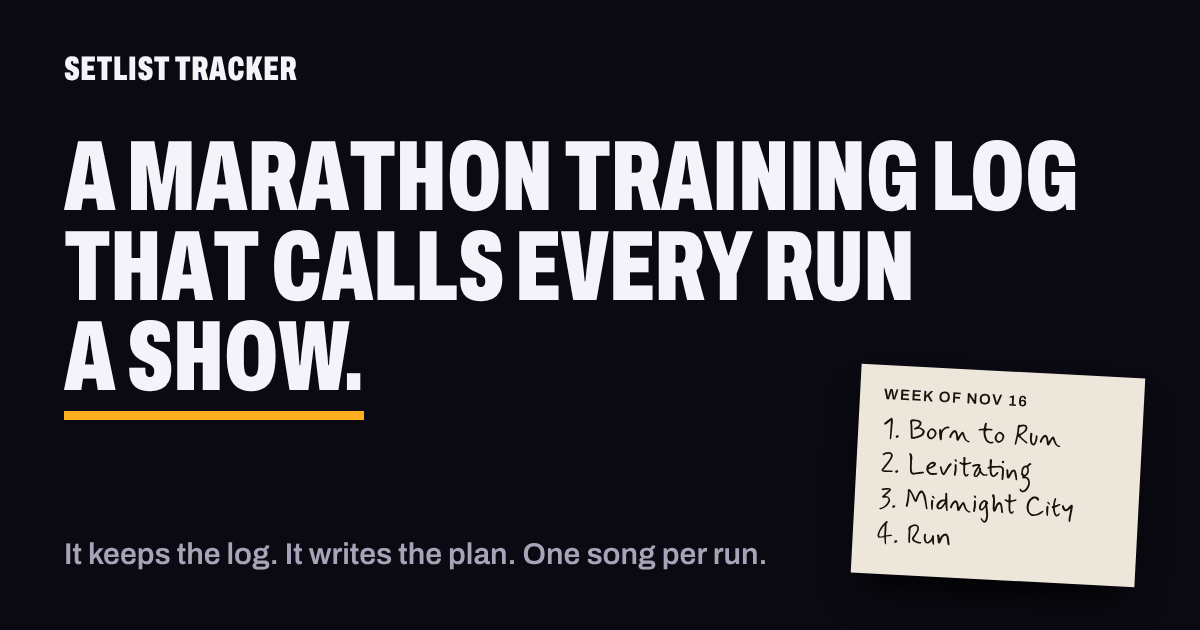 SETLIST TRACKER
A MARATHON TRAINING LOG
THAT CALLS EVERY RUN
A SHOW.
WEEK OF NOV 16
1. Born to Run
2. Levitating
3. Midnight City
4. Run
It keeps the log. It writes the plan. One song per run.